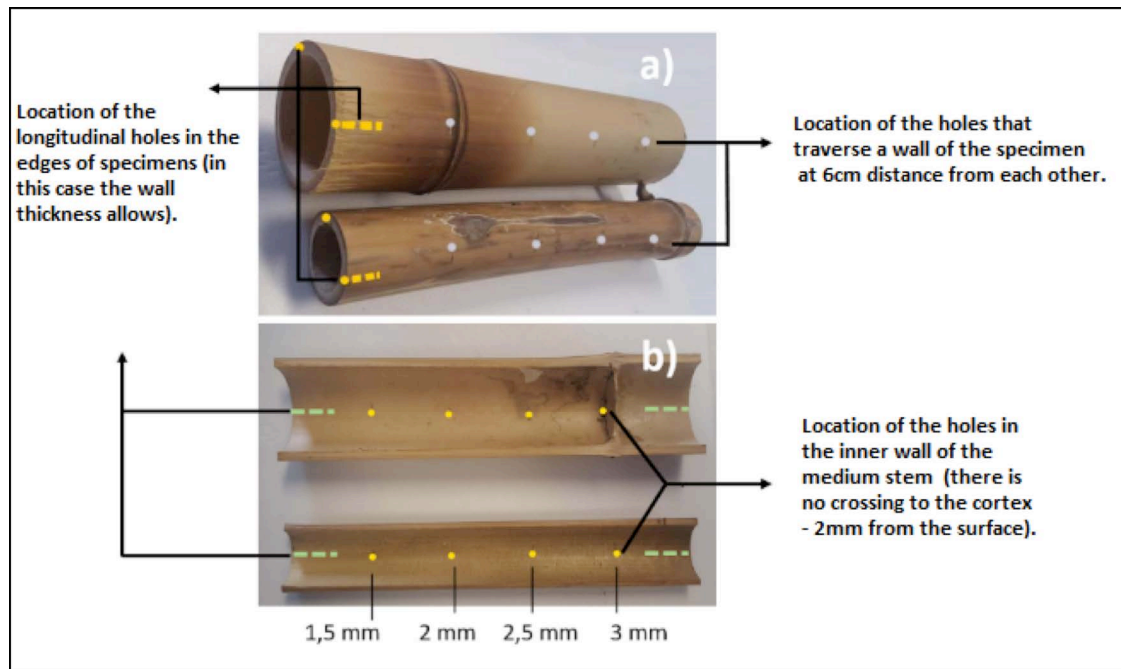 a)
Location of the
longitudinal holes in the
edges of specimens (in
this case the wall
thickness allows).
Location of the holes that
traverse a wall of the specimen
at 6cm distance from each other.
b)
Location of the holes in
the inner wall of the
medium stem (there is
no crossing to the cortex
- 2mm from the surface).
1,5 mm
2 mm
2,5 mm
3 mm